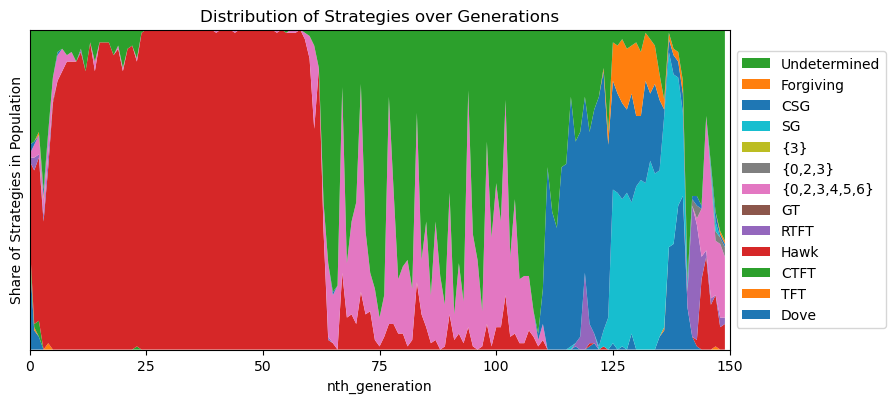 Distribution of Strategies over Generations
Share of Strategies in Population
0
25
50
75
100
125
150
nth_generation
Undetermined
Forgiving
CSG
SG
{3}
{0,2,3}
{0,2,3,4,5,6}
GT
RTFT
Hawk
CTFT
TFT
Dove